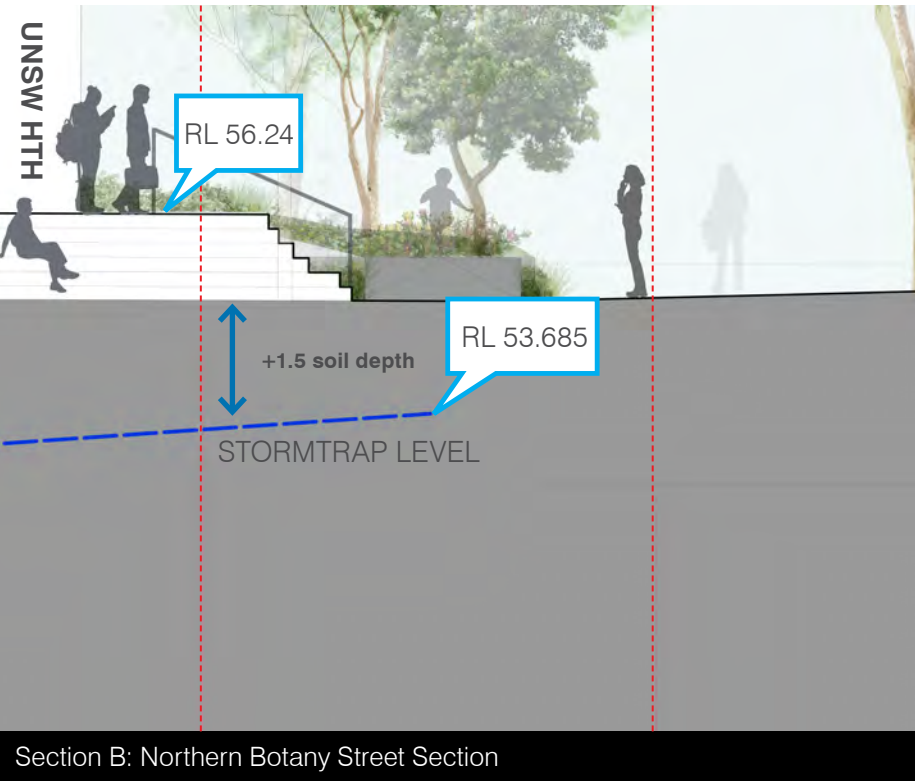 UNSW HTH
RL 56.24
RL 53.685
+1.5 soil depth
STORMTRAP LEVEL
Section B: Northern Botany Street Section